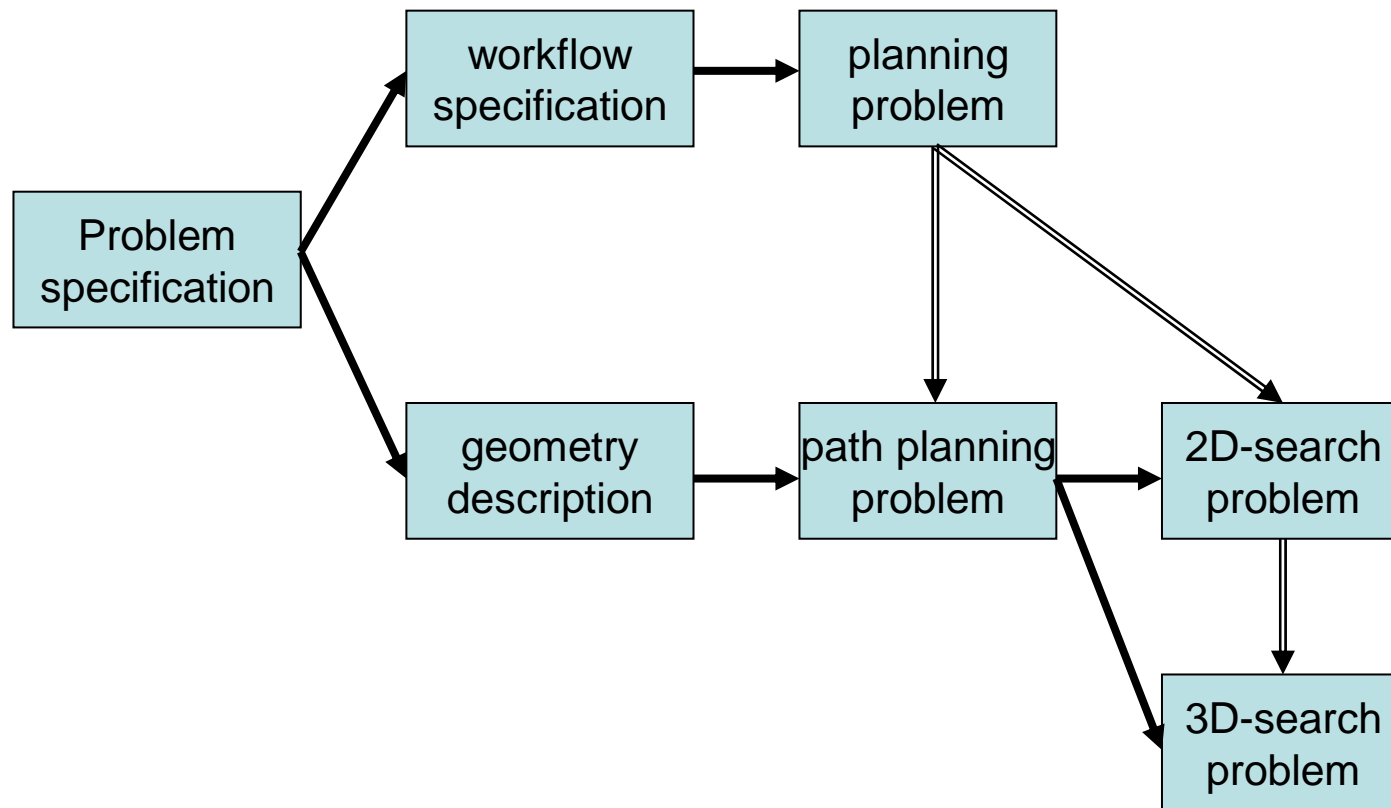 workflow
specification
planning
problem
Problem
specification
geometry
description
path planning
problem
2D-search
problem
3D-search
problem